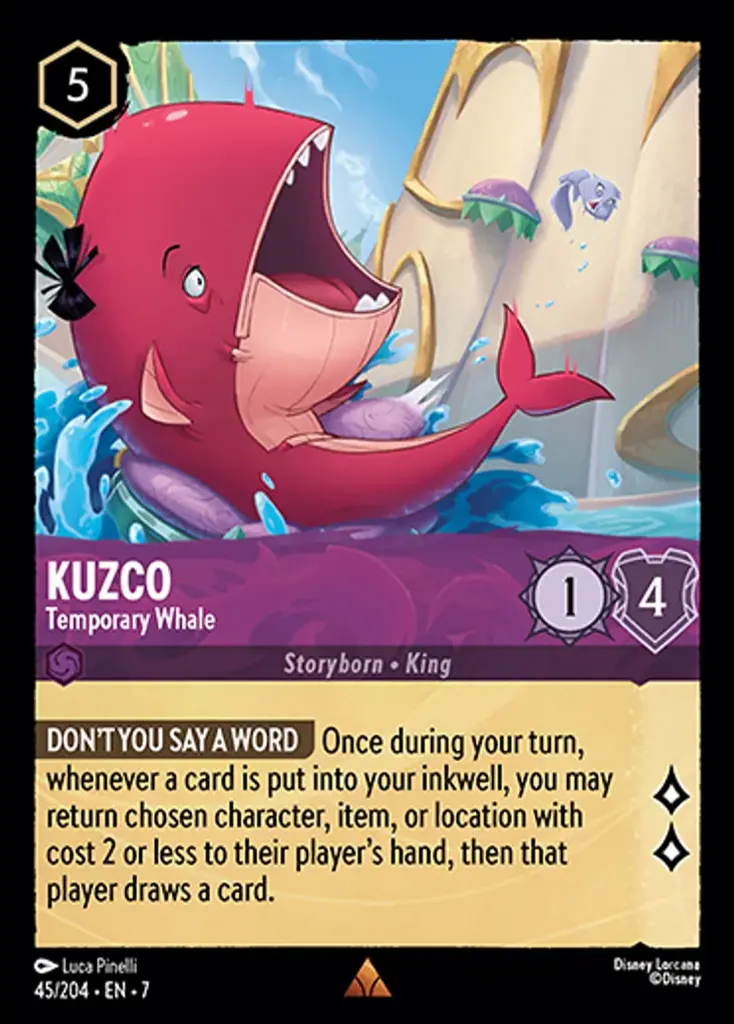 5
KUZCO
Temporary Whale
1
4
Storyborn • King
DON'T YOU SAY A WORD Once during your turn,
whenever a card is put into your inkwell, you may
return chosen character, item, or location with
cost 2 or less to their player's hand, then that
player draws a card.
Luca Pinelli
Disney Lorcana
45/204 • EN • 7
©Disney